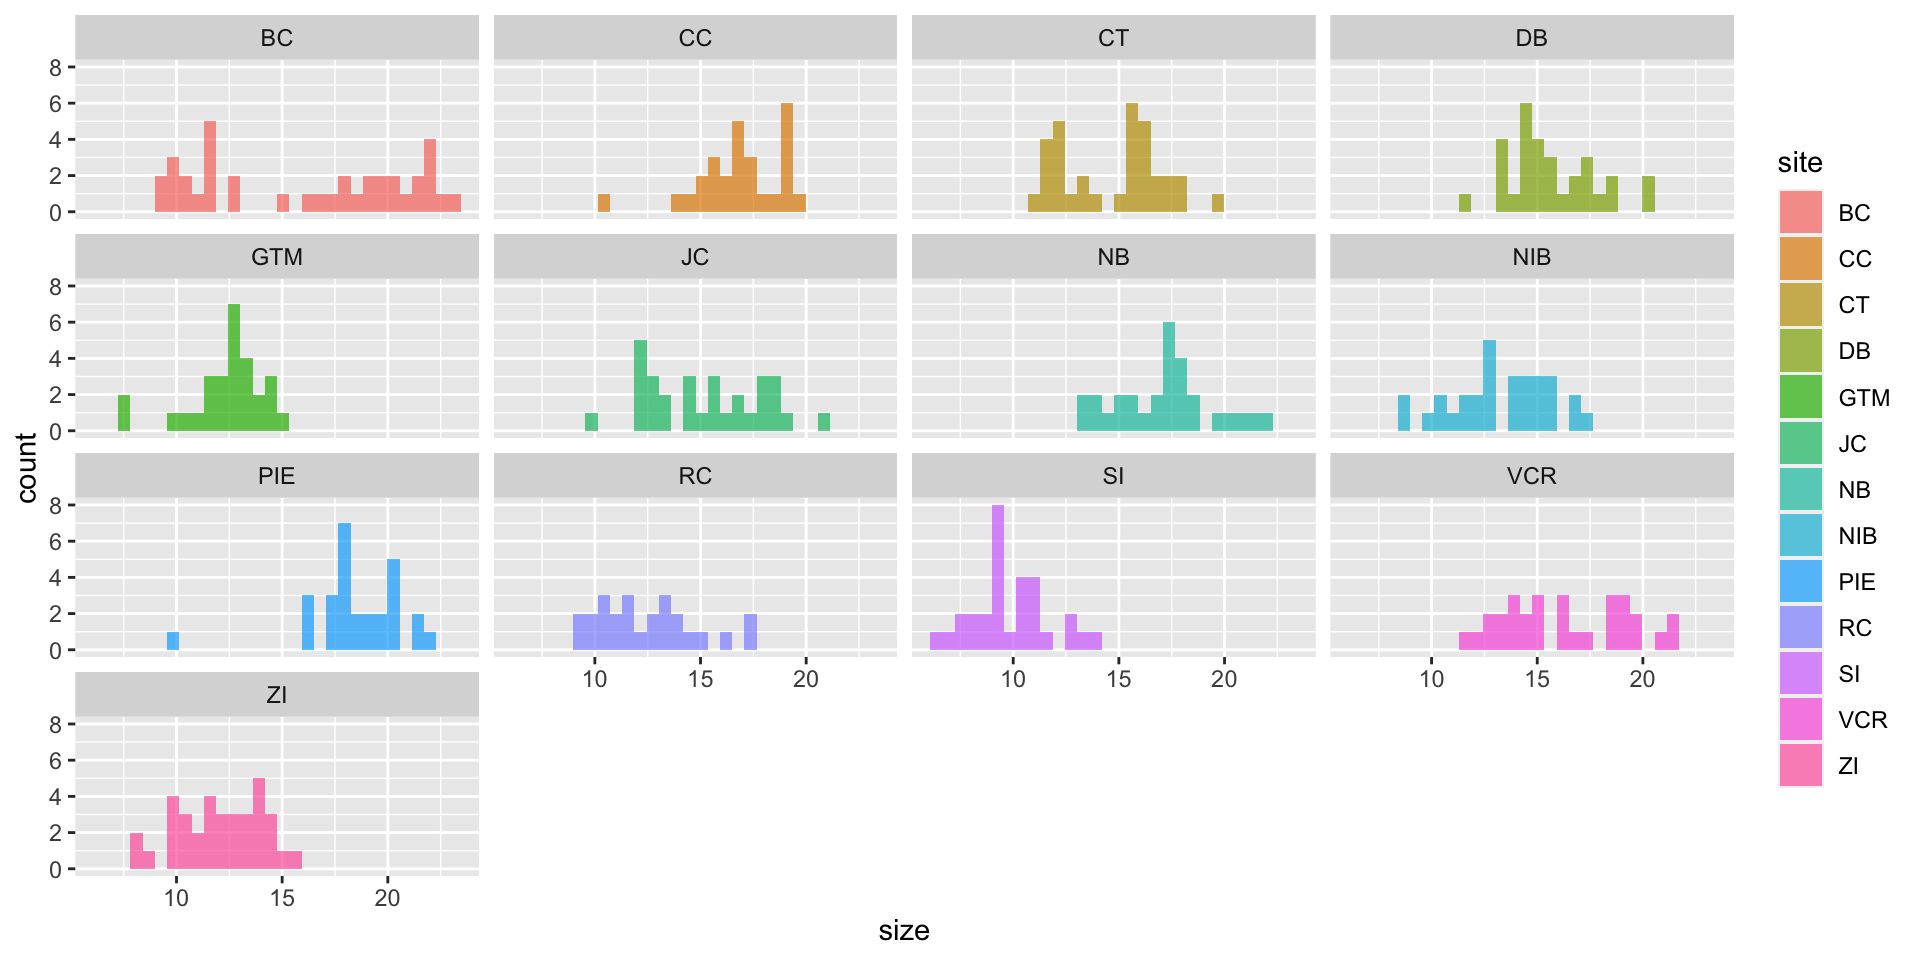 BC CC CT DB
8
6
4
2
0
GTM JC NB NIB
8
6
4
2
0
PIE RC SI VCR
8
6
4
2
0
10 15 20 10 15 20 10 15 20
ZI
8
6
4
2
0
10 15 20
size
count
site
BC
CC
CT
DB
GTM
JC
NB
NIB
PIE
RC
SI
VCR
ZI